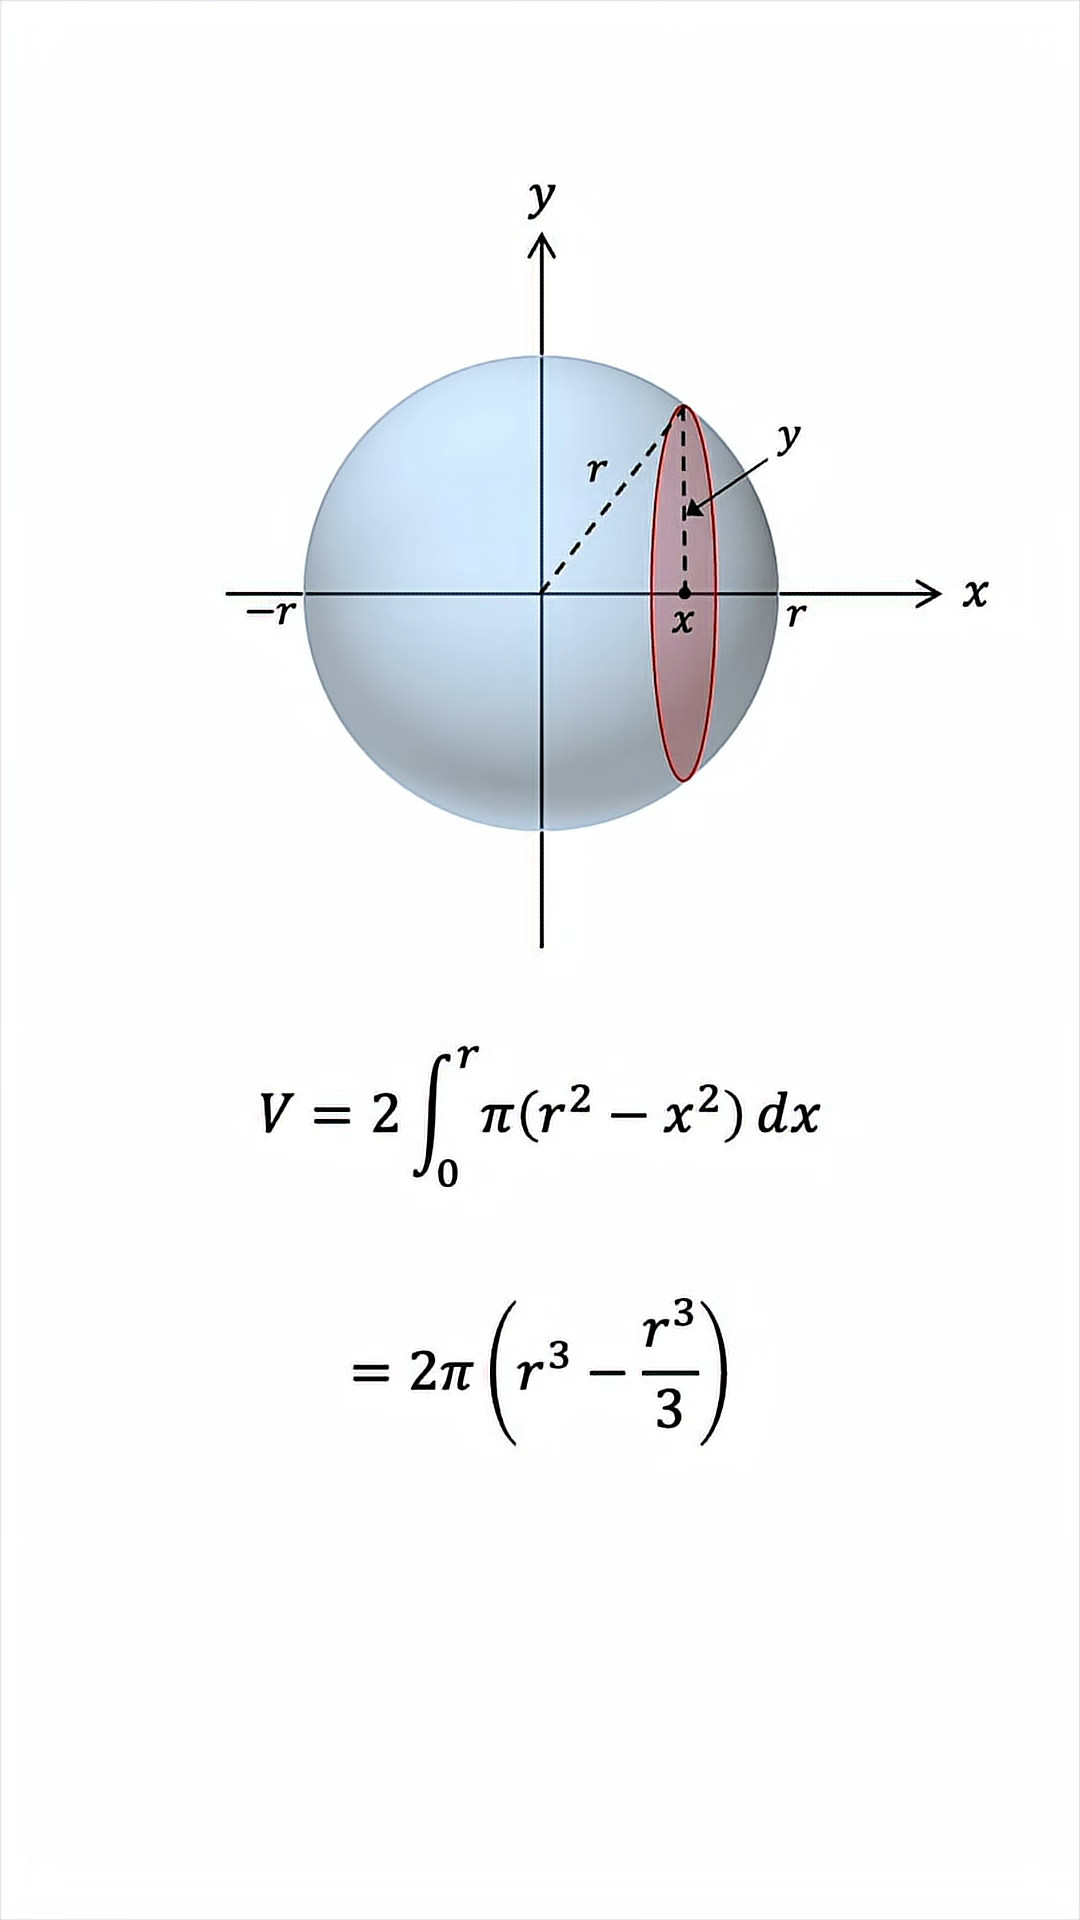 y
r
y
−r
x
r
x
V = 2 ∫₀ʳ π(r² − x²) dx
= 2π (r³ − r³/3)